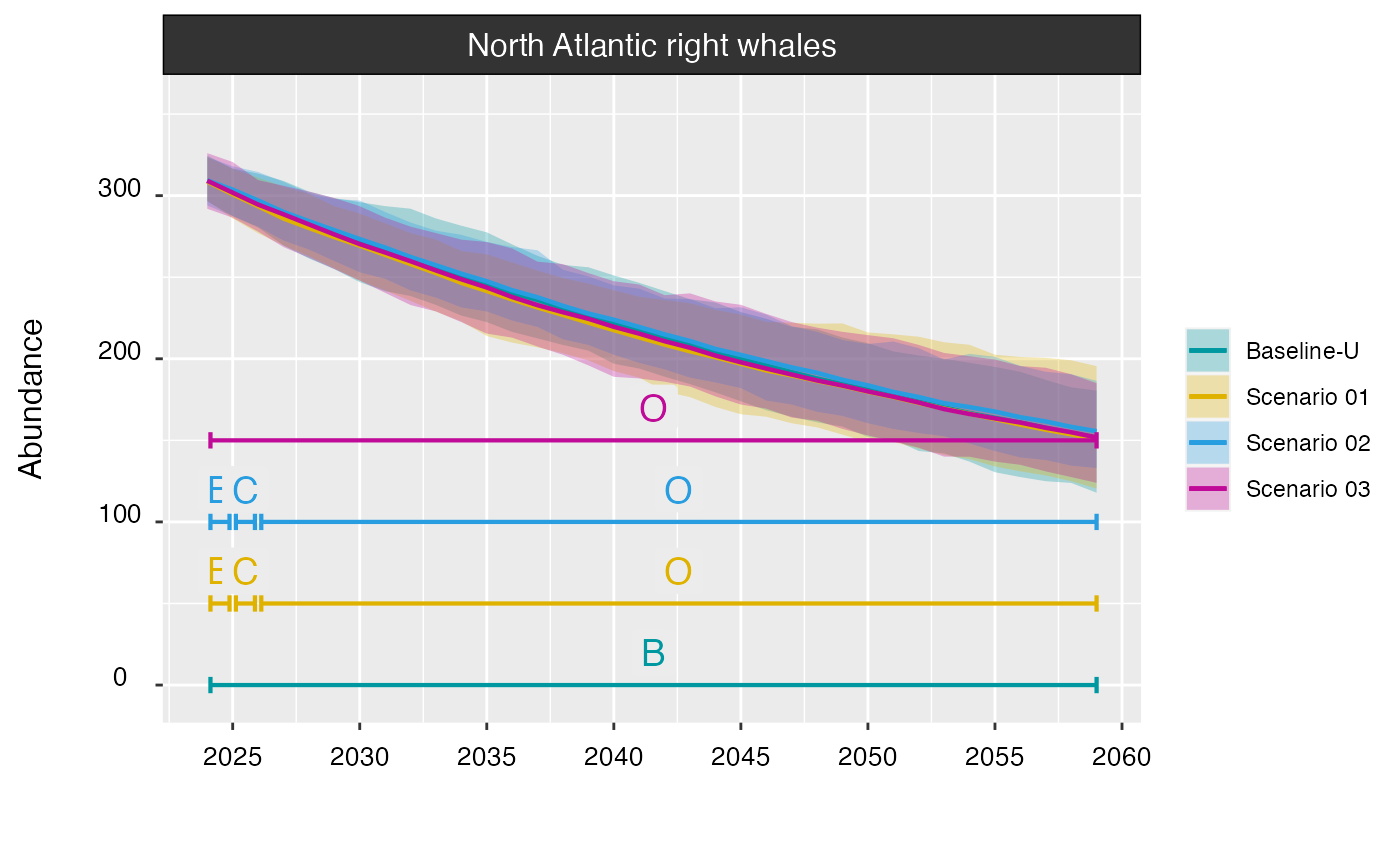 North Atlantic right whales
Abundance
300
200
100
0
O
B C O
B C O
B
2025 2030 2035 2040 2045 2050 2055 2060
Baseline-U
Scenario 01
Scenario 02
Scenario 03